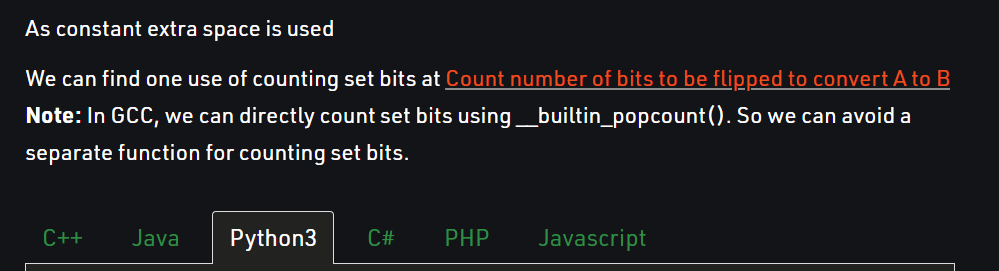 As constant extra space is used
We can find one use of counting set bits at Count number of bits to be flipped to convert A to B
Note: In GCC, we can directly count set bits using __builtin_popcount(). So we can avoid a
separate function for counting set bits.
C++ Java Python3 C# PHP Javascript